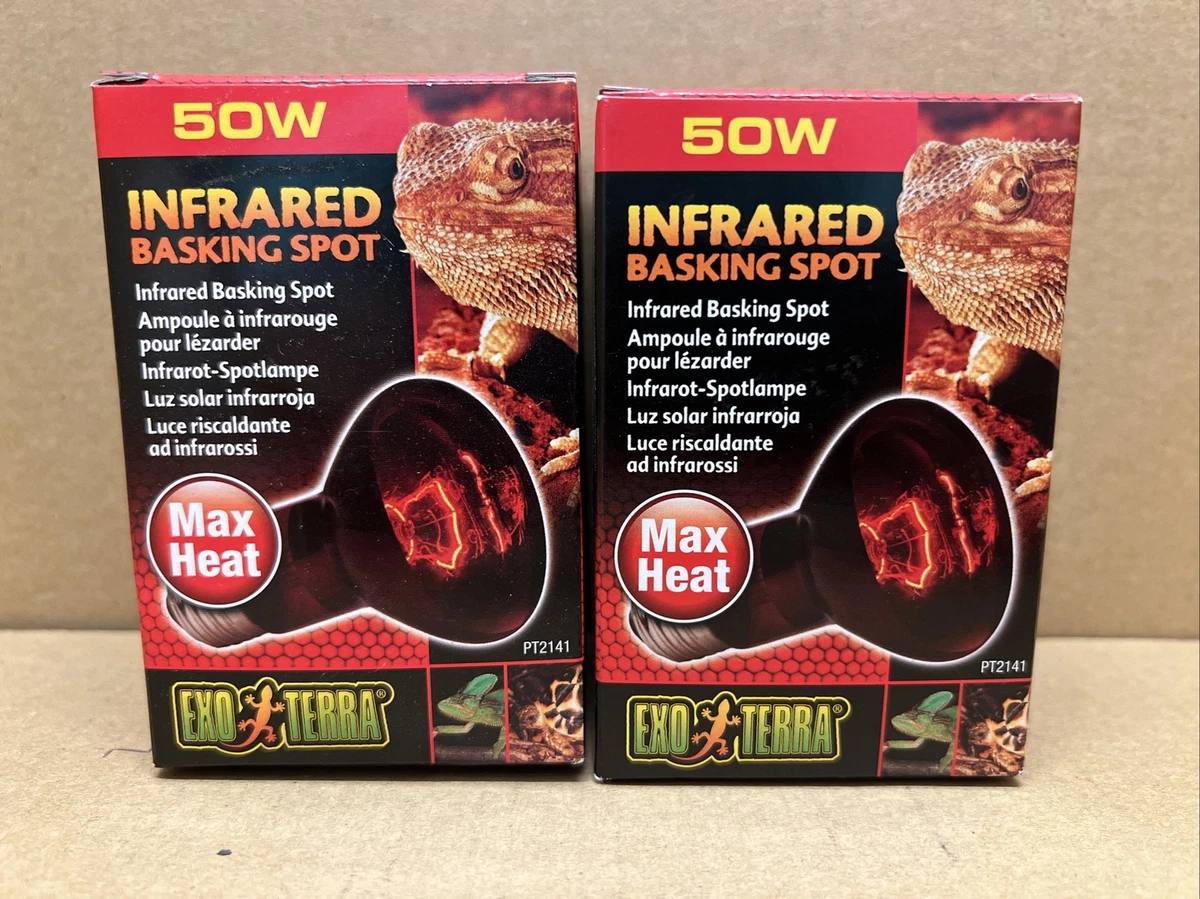 50W
INFRARED
BASKING SPOT
Infrared Basking Spot
Ampoule à infrarouge
pour lézarder
Infrarot-Spotlampe
Luz solar infrarroja
Luce riscaldante
ad infrarossi
Max
Heat
PT2141
EXO TERRA®
50W
INFRARED
BASKING SPOT
Infrared Basking Spot
Ampoule à infrarouge
pour lézarder
Infrarot-Spotlampe
Luz solar infrarroja
Luce riscaldante
ad infrarossi
Max
Heat
PT2141
EXO TERRA®